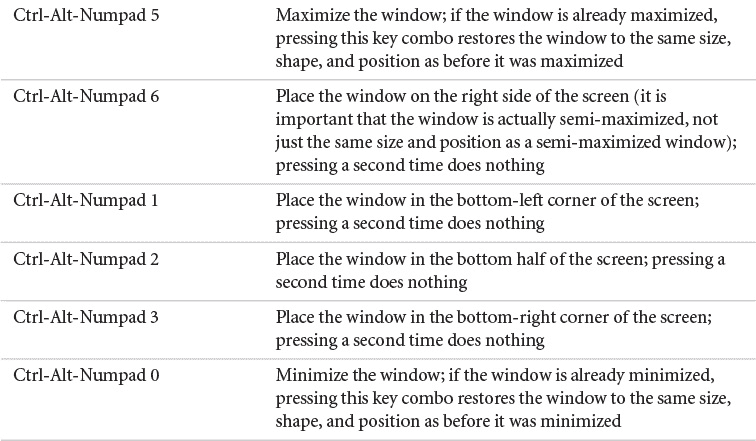 Ctrl-Alt-Numpad 5 Maximize the window; if the window is already maximized,
pressing this key combo restores the window to the same size,
shape, and position as before it was maximized
Ctrl-Alt-Numpad 6 Place the window on the right side of the screen (it is
important that the window is actually semi-maximized, not
just the same size and position as a semi-maximized window);
pressing a second time does nothing
Ctrl-Alt-Numpad 1 Place the window in the bottom-left corner of the screen;
pressing a second time does nothing
Ctrl-Alt-Numpad 2 Place the window in the bottom half of the screen; pressing a
second time does nothing
Ctrl-Alt-Numpad 3 Place the window in the bottom-right corner of the screen;
pressing a second time does nothing
Ctrl-Alt-Numpad 0 Minimize the window; if the window is already minimized,
pressing this key combo restores the window to the same size,
shape, and position as before it was minimized